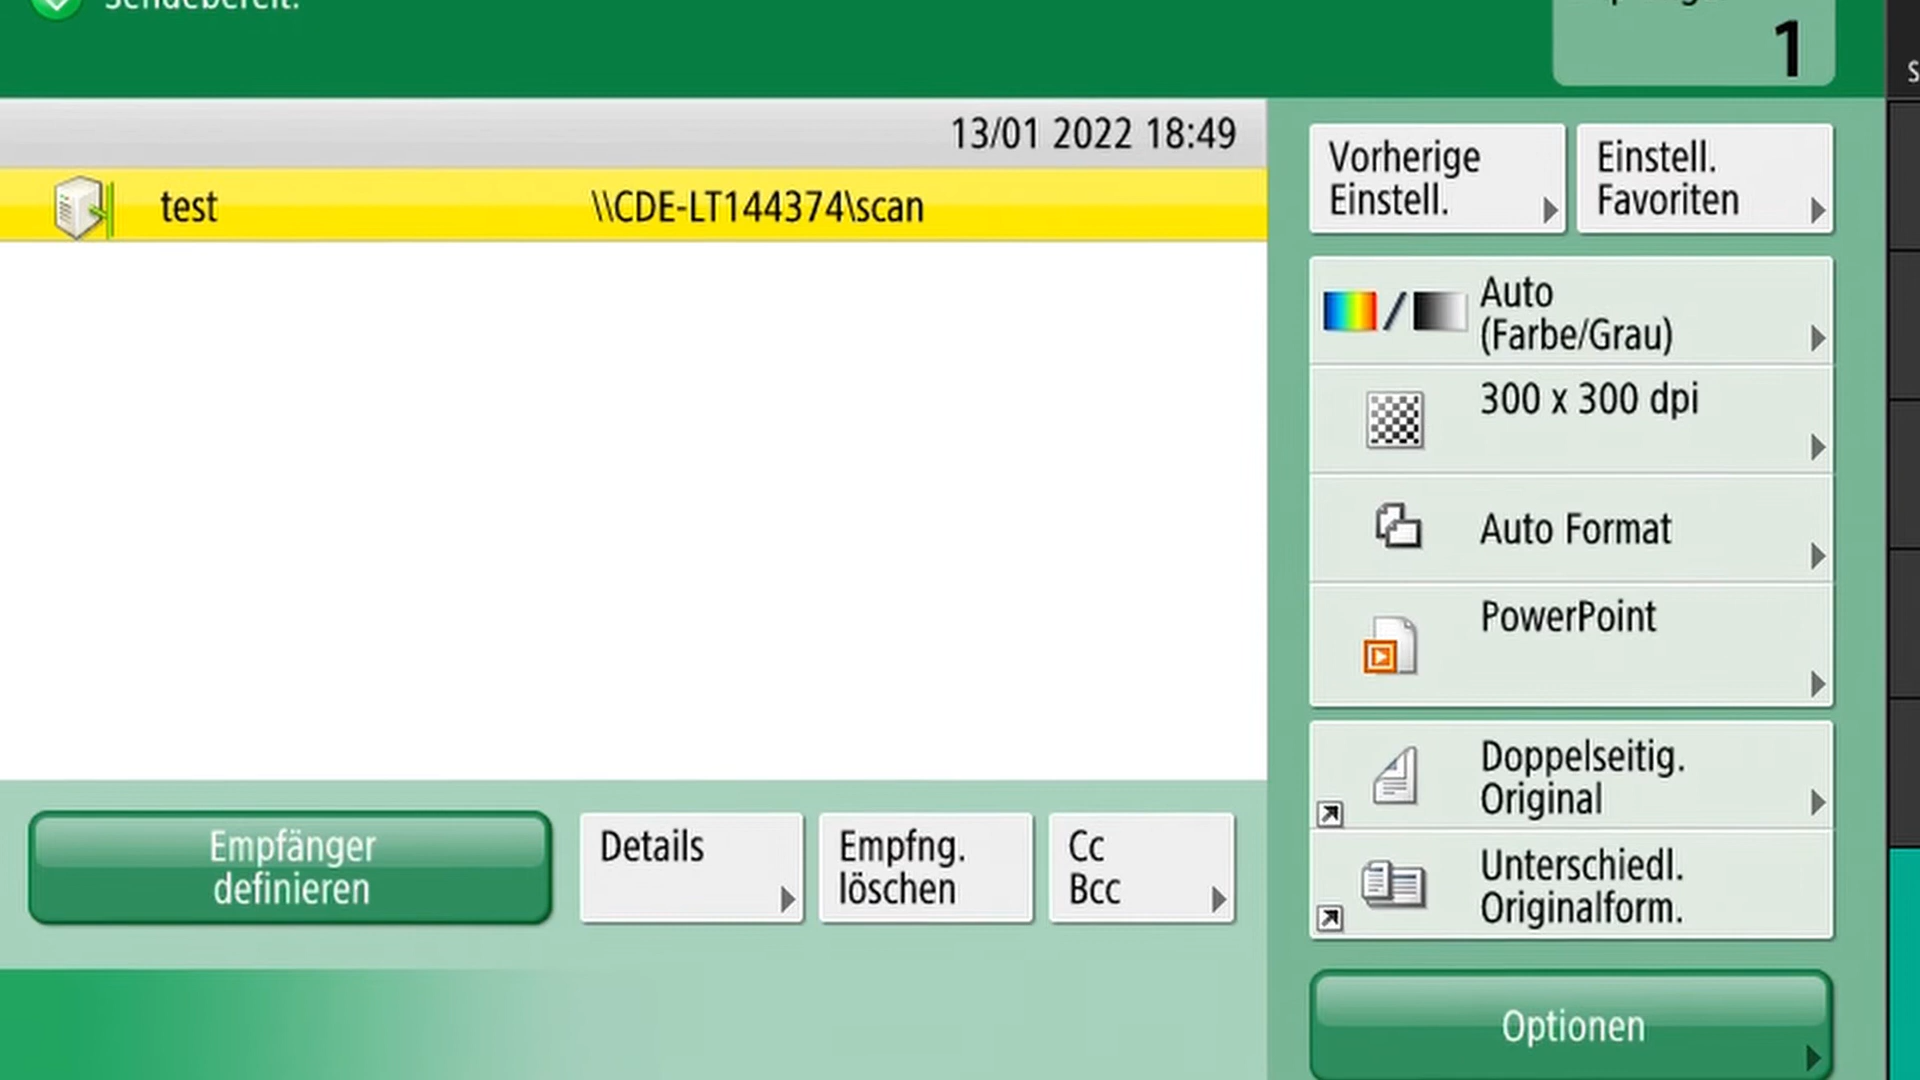 Sendebereit.
1
13/01 2022 18:49
test \\CDE-LT144374\scan
Vorherige
Einstell.
Einstell.
Favoriten
Auto
(Farbe/Grau)
300 x 300 dpi
Auto Format
PowerPoint
Doppelseitig.
Original
Unterschiedl.
Originalform.
Empfänger
definieren
Details
Empfng.
löschen
Cc
Bcc
Optionen